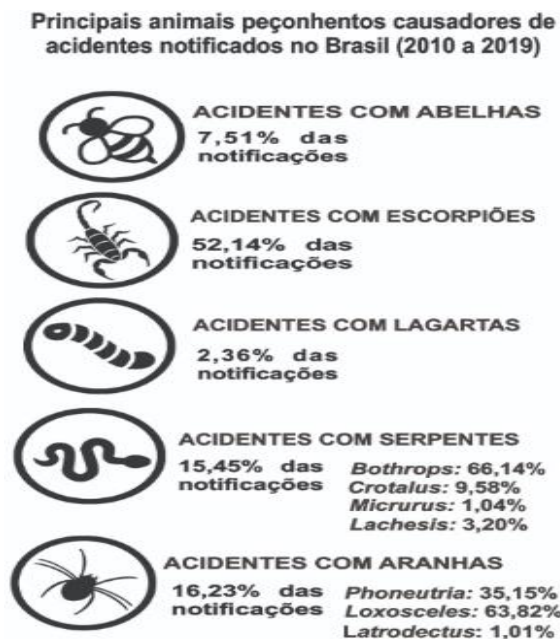 Principais animais peçonhentos causadores de
acidentes notificados no Brasil (2010 a 2019)
ACIDENTES COM ABELHAS
7,51% das
notificações
ACIDENTES COM ESCORPIÕES
52,14% das
notificações
ACIDENTES COM LAGARTAS
2,36% das
notificações
ACIDENTES COM SERPENTES
15,45% das
notificações
Bothrops: 66,14%
Crotalus: 9,58%
Micrurus: 1,04%
Lachesis: 3,20%
ACIDENTES COM ARANHAS
16,23% das
notificações
Phoneutria: 35,15%
Loxosceles: 63,82%
Latrodectus: 1,01%